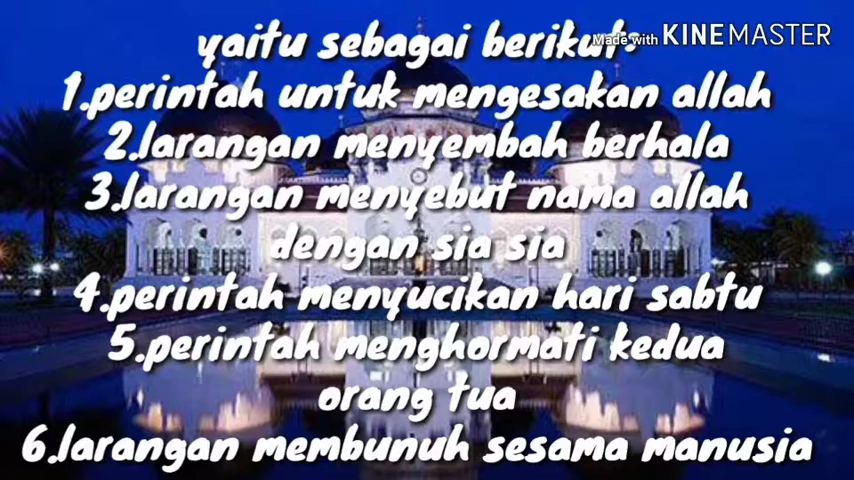 yaitu sebagai berikut:
Made with KINEMASTER
1.perintah untuk mengesakan allah
2.larangan menyembah berhala
3.larangan menyebut nama allah
dengan sia sia
4.perintah menyucikan hari sabtu
5.perintah menghormati kedua
orang tua
6.larangan membunuh sesama manusia